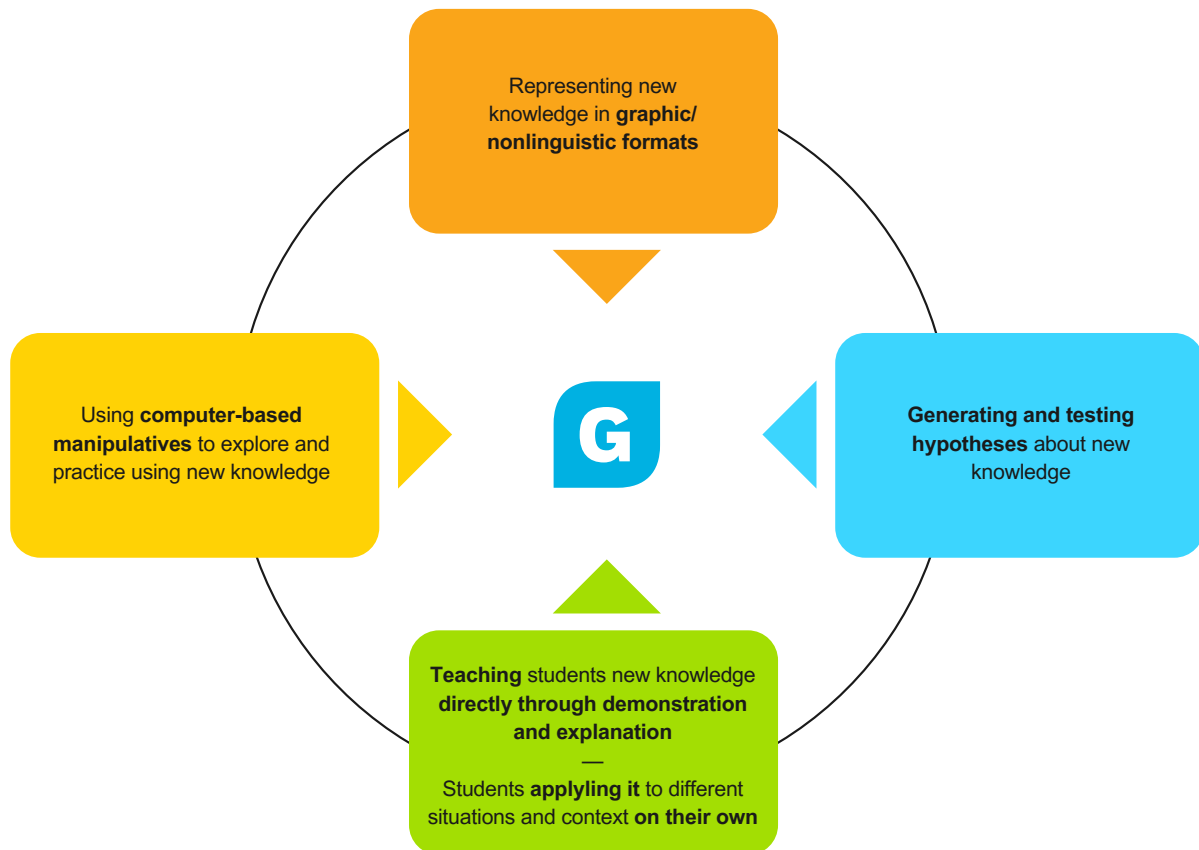 Representing new
knowledge in graphic/
nonlinguistic formats
Using computer-based
manipulatives to explore and
practice using new knowledge
G
Generating and testing
hypotheses about new
knowledge
Teaching students new knowledge
directly through demonstration
and explanation
—
Students applyling it to different
situations and context on their own